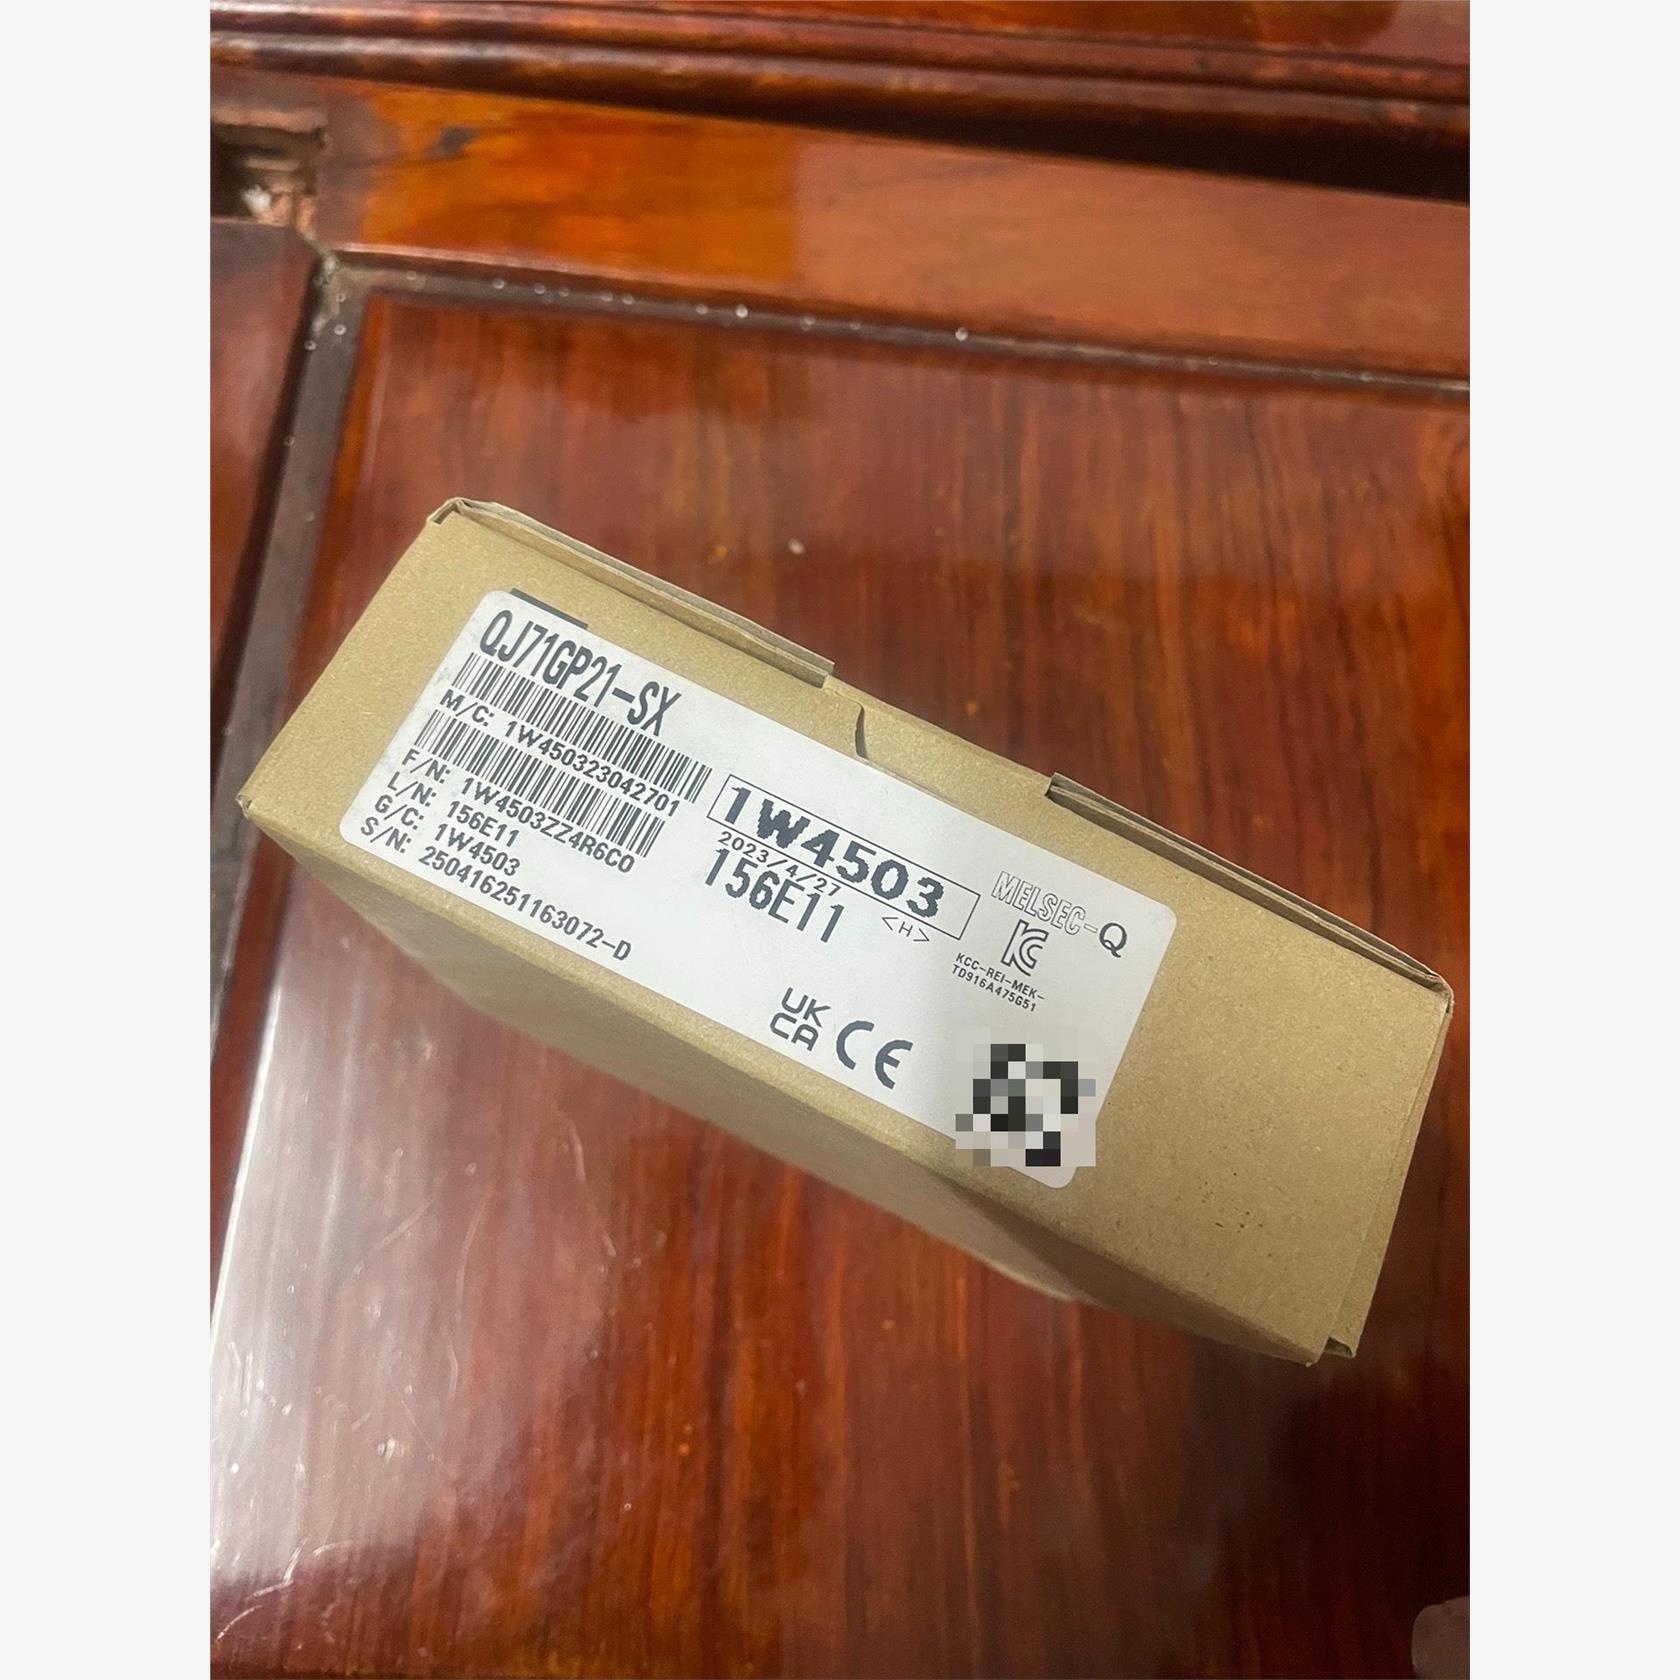 QJ71GP21-SX
M/C: 1W450323042701
F/N: 1W4503ZZ4R6C0
L/N: 156E11
G/C: 1W4503
S/N: 250416251163072-D
1W4503
2023/4/27
156E11
<H>
MELSEC-Q
KCC-REI-MEK-
TD916A475G51
UK
CA
CE